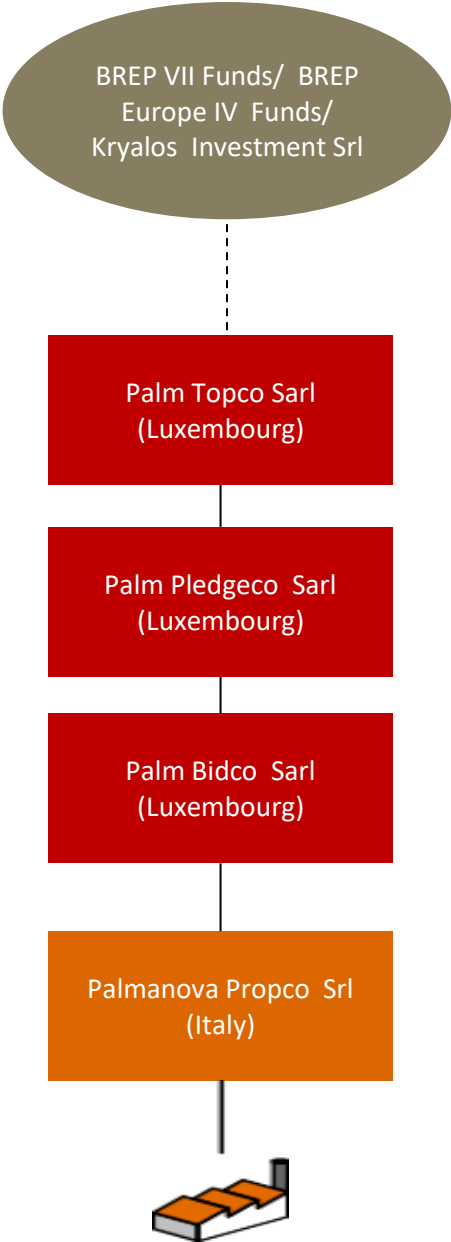 BREP VII Funds/ BREP
Europe IV Funds/
Kryalos Investment Srl
Palm Topco Sarl
(Luxembourg)
Palm Pledgeco Sarl
(Luxembourg)
Palm Bidco Sarl
(Luxembourg)
Palmanova Propco Srl
(Italy)